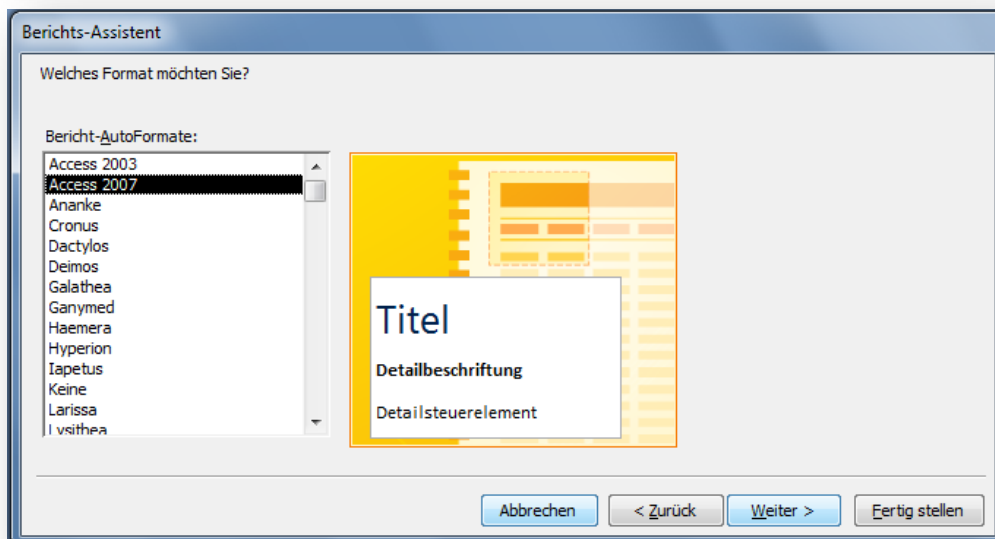 Berichts-Assistent
Welches Format möchten Sie?
Bericht-AutoFormate:
Access 2003
Access 2007
Ananke
Cronus
Dactylos
Deimos
Galathea
Ganymed
Haemera
Hyperion
Iapetus
Keine
Larissa
Lysithea
Titel
Detailbeschriftung
Detailsteuerelement
Abbrechen
< Zurück
Weiter >
Fertig stellen